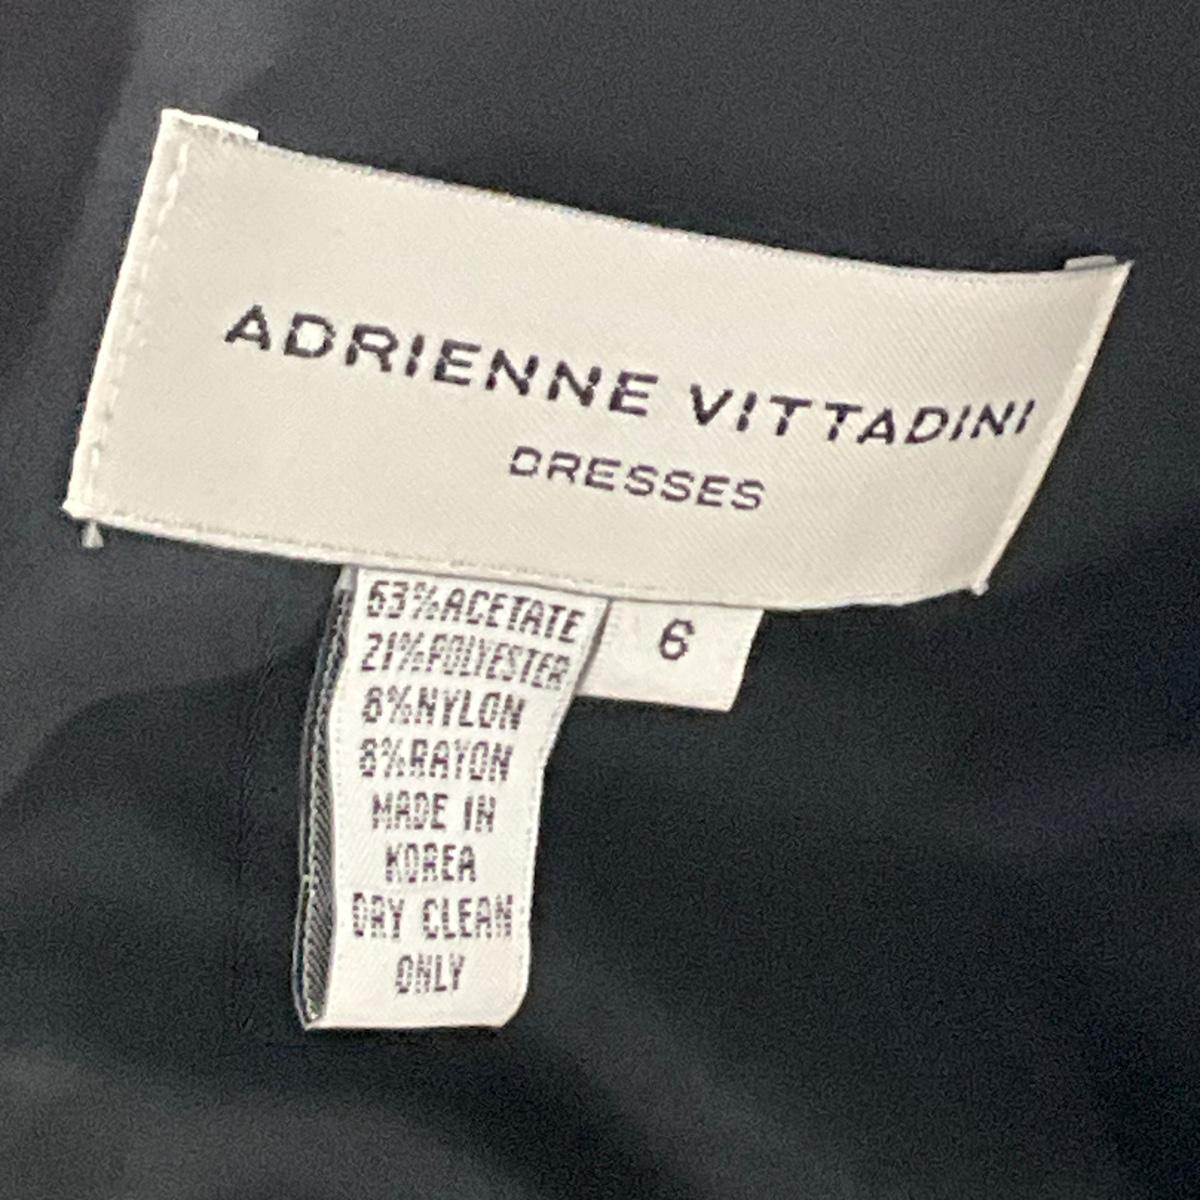 ADRIENNE VITTADINI
DRESSES
63%ACETATE
21%POLYESTER
8%NYLON
8%RAYON
MADE IN
KOREA
DRY CLEAN
ONLY
6